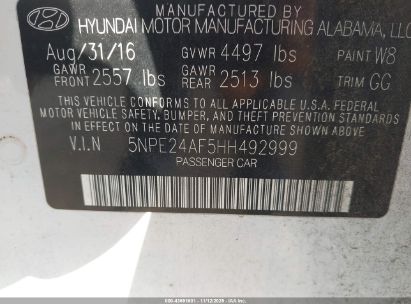 MANUFACTURED BY
HYUNDAI MOTOR MANUFACTURING ALABAMA, LLC
Aug/31/16 GVWR 4497 lbs PAINT W8
GAWR FRONT 2557 lbs GAWR REAR 2513 lbs TRIM GG
THIS VEHICLE CONFORMS TO ALL APPLICABLE U.S.A. FEDERAL
MOTOR VEHICLE SAFETY, BUMPER, AND THEFT PREVENTION STANDARDS
IN EFFECT ON THE DATE OF MANUFACTURE SHOWN ABOVE.
V.I.N 5NPE24AF5HH492999
PASSENGER CAR